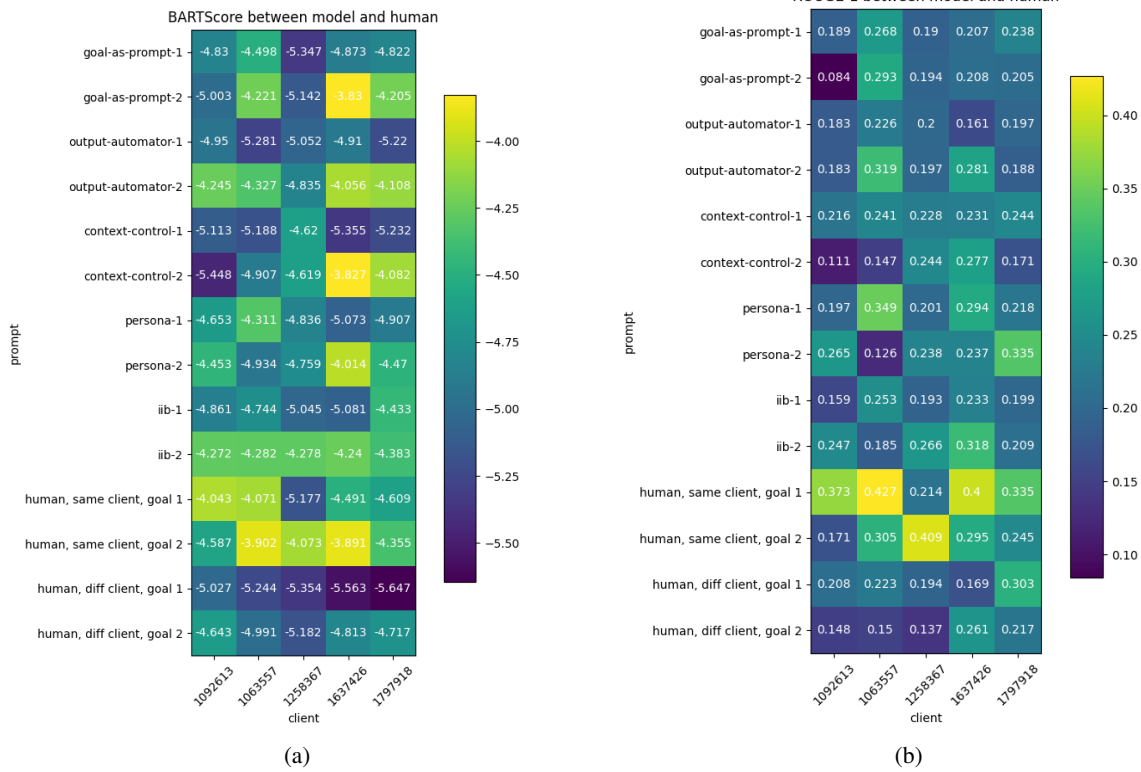 BARTScore between model and human
goal-as-prompt-1 -4.83 -4.498 -5.347 -4.873 -4.822
goal-as-prompt-2 -5.003 -4.221 -5.142 -3.83 -4.205
output-automator-1 -4.95 -5.281 -5.052 -4.91 -5.22
output-automator-2 -4.245 -4.327 -4.835 -4.056 -4.108
context-control-1 -5.113 -5.188 -4.62 -5.355 -5.232
context-control-2 -5.448 -4.907 -4.619 -3.827 -4.082
persona-1 -4.653 -4.311 -4.836 -5.073 -4.907
persona-2 -4.453 -4.934 -4.759 -4.014 -4.47
iib-1 -4.861 -4.744 -5.045 -5.081 -4.433
iib-2 -4.272 -4.282 -4.278 -4.24 -4.383
human, same client, goal 1 -4.043 -4.071 -5.177 -4.491 -4.609
human, same client, goal 2 -4.587 -3.902 -4.073 -3.891 -4.355
human, diff client, goal 1 -5.027 -5.244 -5.354 -5.563 -5.647
human, diff client, goal 2 -4.643 -4.991 -5.182 -4.813 -4.717
prompt
1092613 1063557 1258367 1637426 1797918
client
−4.00
−4.25
−4.50
−4.75
−5.00
−5.25
−5.50
(a)
goal-as-prompt-1 0.189 0.268 0.19 0.207 0.238
goal-as-prompt-2 0.084 0.293 0.194 0.208 0.205
output-automator-1 0.183 0.226 0.2 0.161 0.197
output-automator-2 0.183 0.319 0.197 0.281 0.188
context-control-1 0.216 0.241 0.228 0.231 0.244
context-control-2 0.111 0.147 0.244 0.277 0.171
persona-1 0.197 0.349 0.201 0.294 0.218
persona-2 0.265 0.126 0.238 0.237 0.335
iib-1 0.159 0.253 0.193 0.233 0.199
iib-2 0.247 0.185 0.266 0.318 0.209
human, same client, goal 1 0.373 0.427 0.214 0.4 0.335
human, same client, goal 2 0.171 0.305 0.409 0.295 0.245
human, diff client, goal 1 0.208 0.223 0.194 0.169 0.303
human, diff client, goal 2 0.148 0.15 0.137 0.261 0.217
prompt
1092613 1063557 1258367 1637426 1797918
client
0.40
0.35
0.30
0.25
0.20
0.15
0.10
(b)